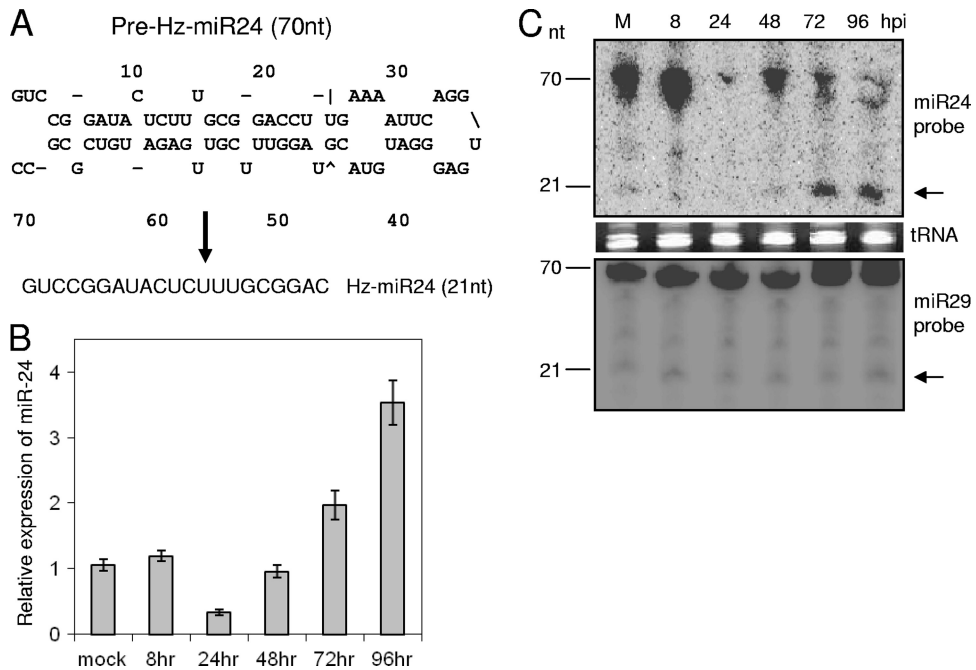 A
Pre-Hz-miR24 (70nt)
10 20 30
GUC – C U – –| AAA AGG
CG GAUA UCUU GCG GACCU UG AUUC \
GC CUGU AGAG UGC UUGGA GC UAGG U
CC– G – U U U^ AUG GAG
70 60 50 40
GUCCGGAUACUCUUUGCGGAC Hz-miR24 (21nt)
B
Relative expression of miR-24
4
3
2
1
0
mock 8hr 24hr 48hr 72hr 96hr
C
nt M 8 24 48 72 96 hpi
70
miR24
probe
21
tRNA
70
miR29
probe
21